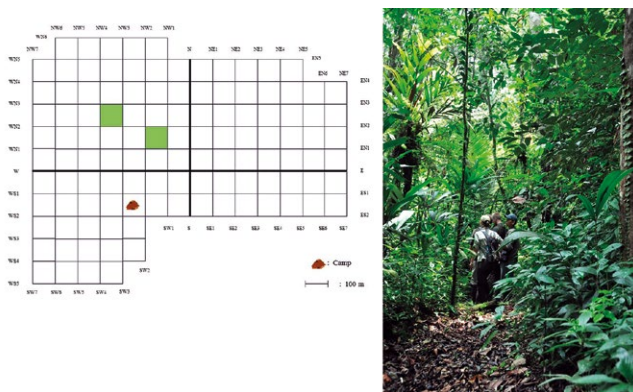 NW6 NW5 NW4 NW3 NW2 NW1
WN6
NW7 N NE1 NE2 NE3 NE4 NE5
WN5 EN5
NE6 NE7
WN4 EN4
WN3 EN3
WN2 EN2
WN1 EN1
W E
WS1 ES1
WS2 ES2
SW1 S SE1 SE2 SE3 SE4 SE5 SE6 SE7
WS3
WS4
SW2
: Camp
WS5
: 100 m
SW7 SW6 SW5 SW4 SW3